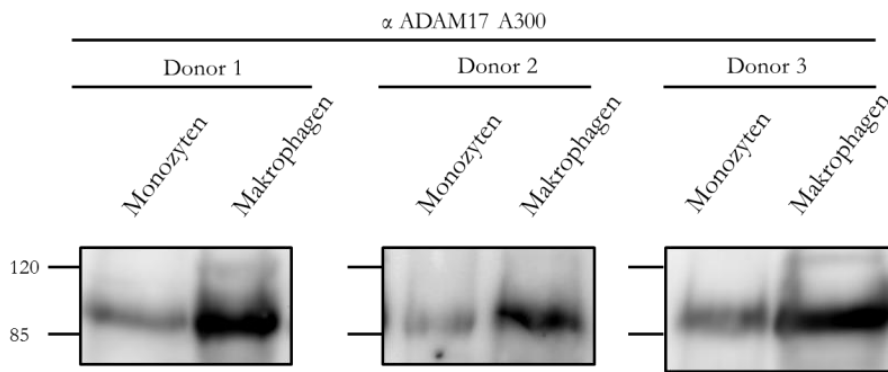 α ADAM17 A300
Donor 1
Donor 2
Donor 3
Monozyten
Makrophagen
Monozyten
Makrophagen
Monozyten
Makrophagen
120
85